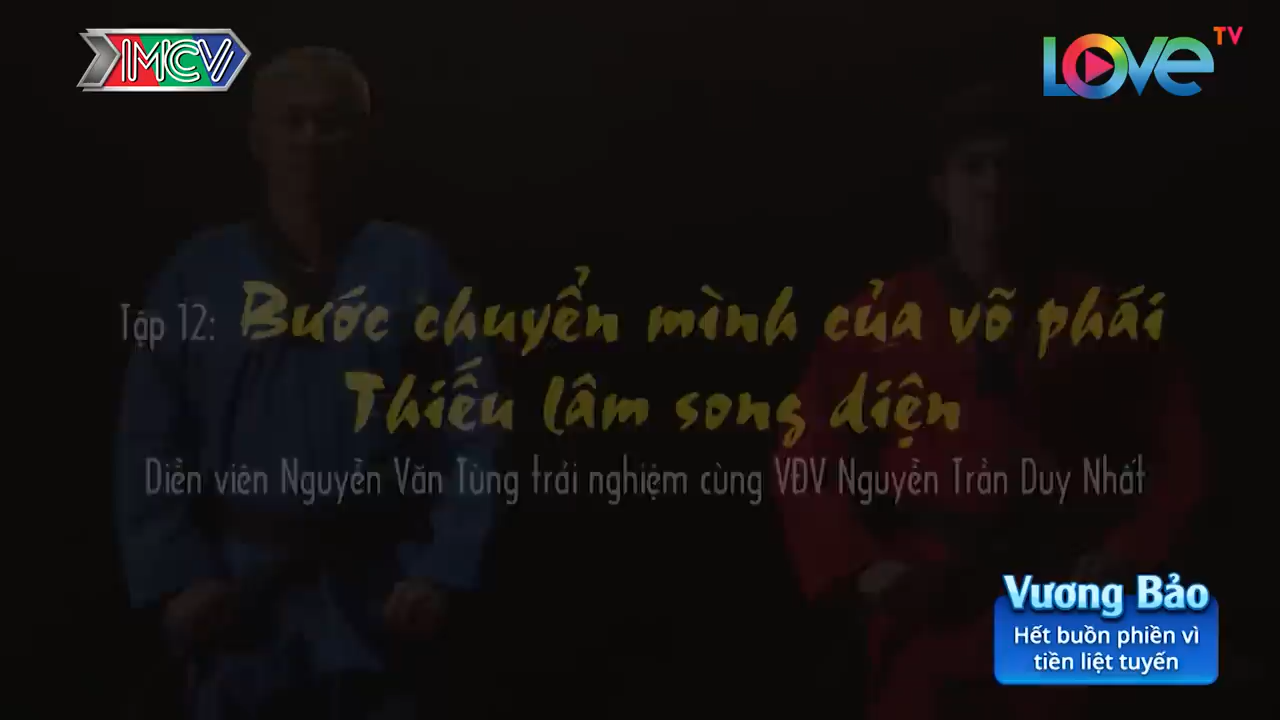 MCV
LOVE TV
Tập 12: Bước chuyển mình của võ phái
Thiếu lâm song diện
Diễn viên Nguyễn Văn Tùng trải nghiệm cùng VĐV Nguyễn Trần Duy Nhất
Vương Bảo
Hết buồn phiền vì
tiền liệt tuyến